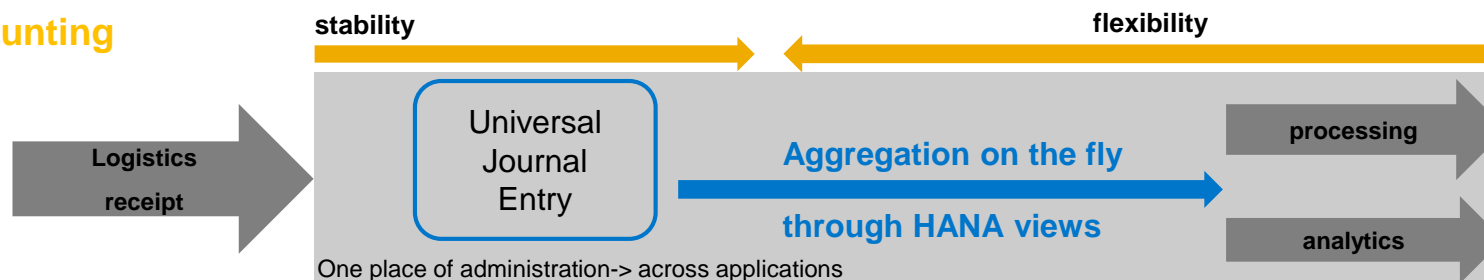 unting
stability
flexibility
Logistics
receipt
Universal
Journal
Entry
Aggregation on the fly
through HANA views
processing
analytics
One place of administration-> across applications